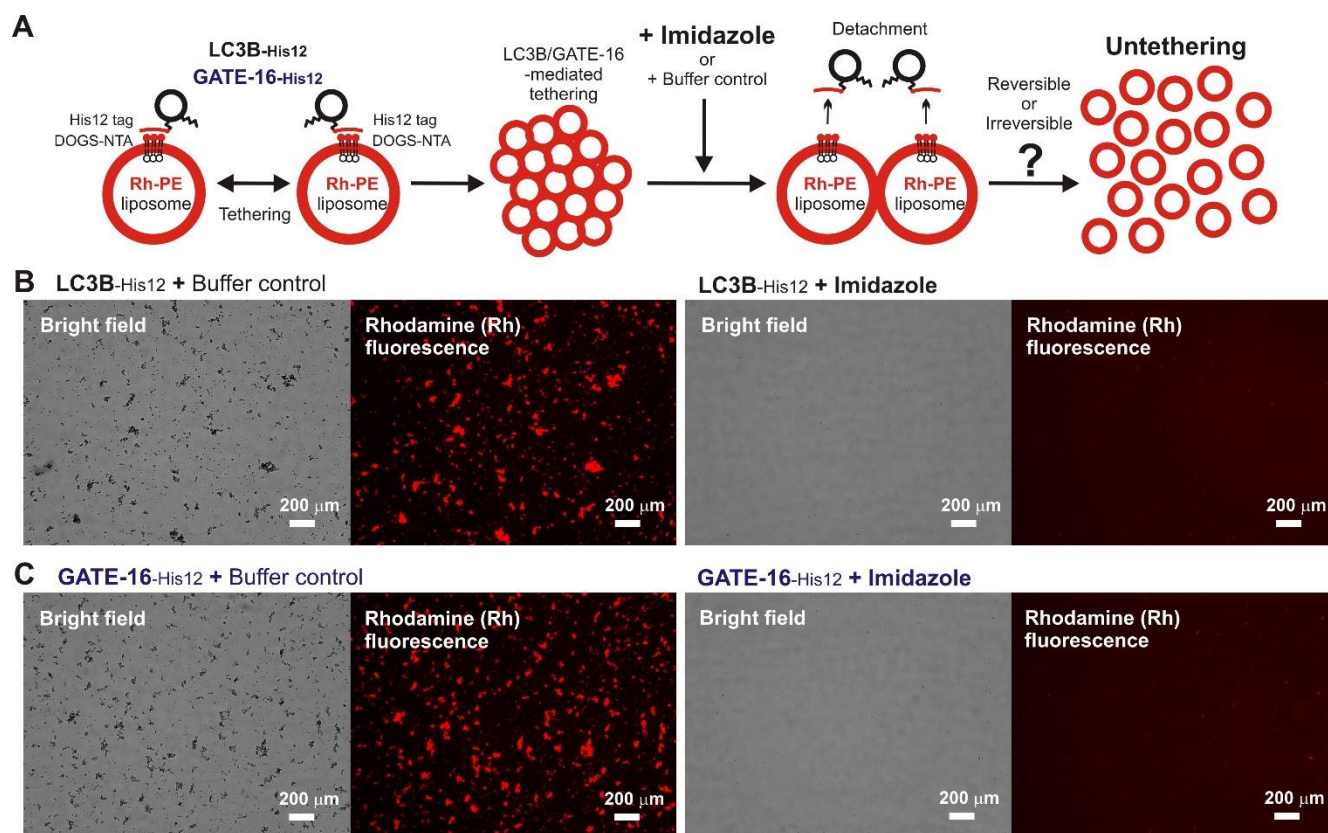 A
LC3B-His12
GATE-16-His12
His12 tag
DOGS-NTA
Rh-PE
liposome
Tethering
His12 tag
DOGS-NTA
Rh-PE
liposome
LC3B/GATE-16
-mediated
tethering
+ Imidazole
or
+ Buffer control
Detachment
Rh-PE
liposome
Rh-PE
liposome
Reversible
or
Irreversible
?
Untethering
B
LC3B-His12 + Buffer control
Bright field
200 μm
Rhodamine (Rh)
fluorescence
200 μm
LC3B-His12 + Imidazole
Bright field
200 μm
Rhodamine (Rh)
fluorescence
200 μm
C
GATE-16-His12 + Buffer control
Bright field
200 μm
Rhodamine (Rh)
fluorescence
200 μm
GATE-16-His12 + Imidazole
Bright field
200 μm
Rhodamine (Rh)
fluorescence
200 μm